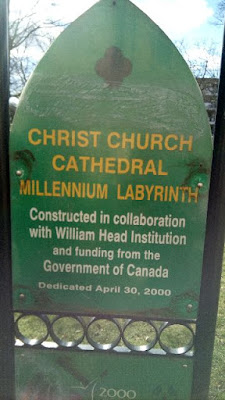 CHRIST CHURCH
CATHEDRAL
MILLENNIUM LABYRINTH
Constructed in collaboration
with William Head Institution
and funding from the
Government of Canada
Dedicated April 30, 2000
2000